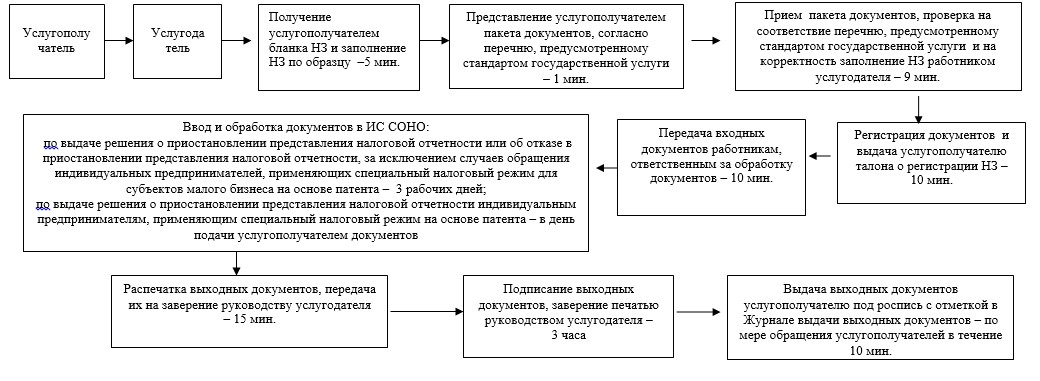 Услугополу
чатель
Услугода
тель
Получение
услугополучателем
бланка НЗ и заполнение
НЗ по образцу –5 мин.
Представление услугополучателем
пакета документов, согласно
перечню, предусмотренному
стандартом государственной услуги
– 1 мин.
Прием пакета документов, проверка на
соответствие перечню, предусмотренному
стандартом государственной услуги и на
корректность заполнение НЗ работником
услугодателя – 9 мин.
Регистрация документов и
выдача услугополучателю
талона о регистрации НЗ –
10 мин.
Передача входных
документов работникам,
ответственным за обработку
документов – 10 мин.
Ввод и обработка документов в ИС СОНО:
по выдаче решения о приостановлении представления налоговой отчетности или об отказе в
приостановлении представления налоговой отчетности, за исключением случаев обращения
индивидуальных предпринимателей, применяющих специальный налоговый режим для
субъектов малого бизнеса на основе патента – 3 рабочих дней;
по выдаче решения о приостановлении представления налоговой отчетности индивидуальным
предпринимателям, применяющим специальный налоговый режим на основе патента – в день
подачи услугополучателем документов
Распечатка выходных документов, передача
их на заверение руководству услугодателя
– 15 мин.
Подписание выходных
документов, заверение печатью
руководством услугодателя –
3 часа
Выдача выходных документов
услугополучателю под роспись с отметкой в
Журнале выдачи выходных документов – по
мере обращения услугополучателей в течение
10 мин.